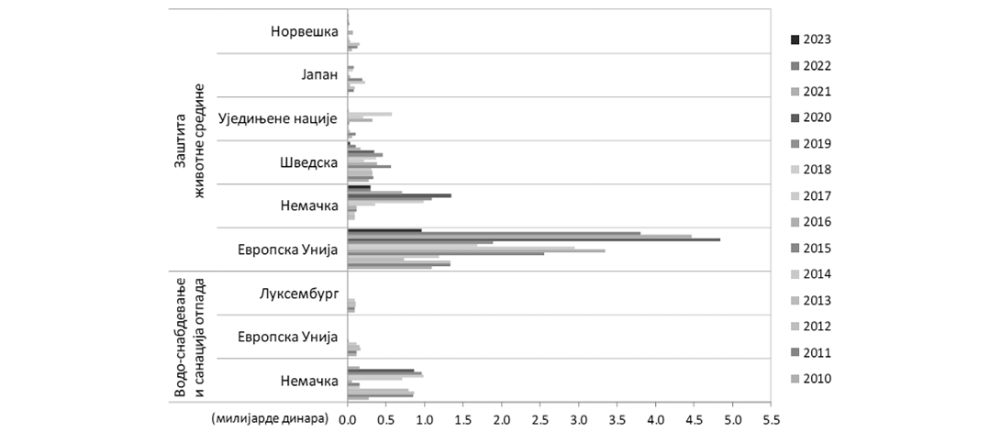 Заштита
животне средине
Норвешка
Јапан
Уједињене нације
Шведска
Немачка
Европска Унија
Водо-снабдевање
и санација отпада
Луксембург
Европска Унија
Немачка
(милијарде динара)
0.0 0.5 1.0 1.5 2.0 2.5 3.0 3.5 4.0 4.5 5.0 5.5
2023
2022
2021
2020
2019
2018
2017
2016
2015
2014
2013
2012
2011
2010